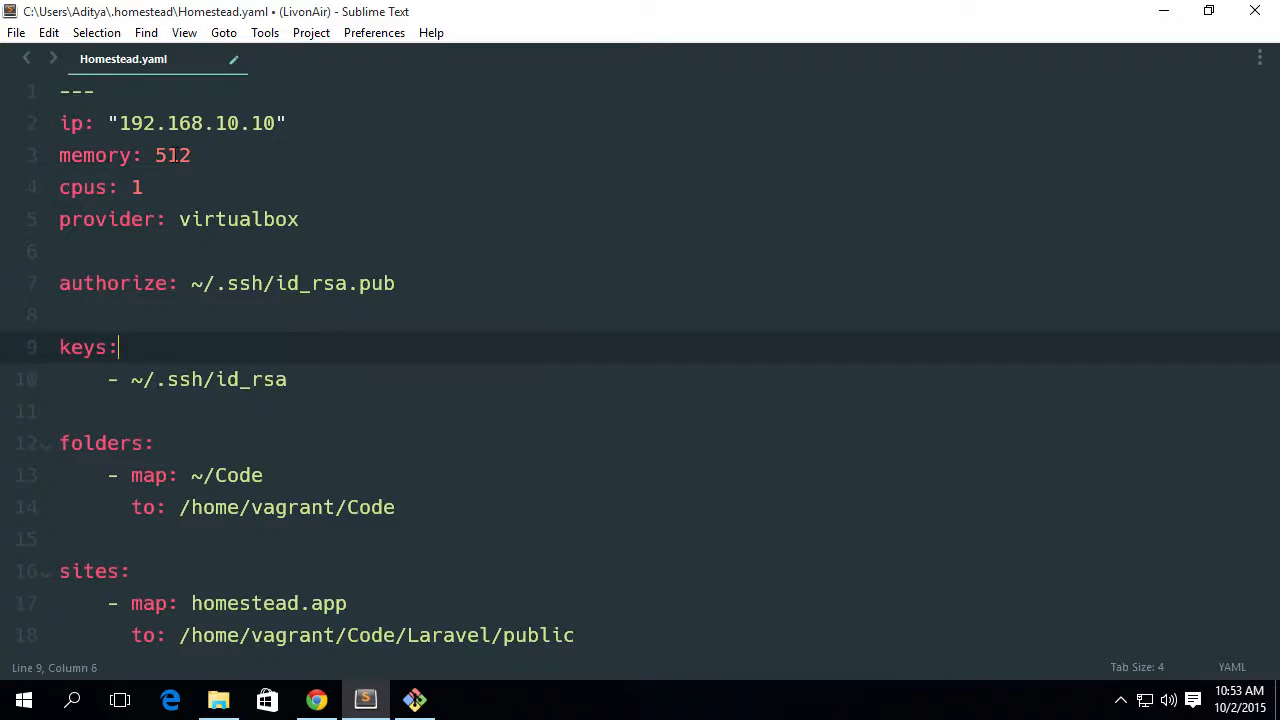 C:\Users\Aditya\.homestead\Homestead.yaml • (LivonAir) - Sublime Text
File Edit Selection Find View Goto Tools Project Preferences Help
Homestead.yaml
1 ---
2 ip: "192.168.10.10"
3 memory: 512
4 cpus: 1
5 provider: virtualbox
6
7 authorize: ~/.ssh/id_rsa.pub
8
9 keys:
10 - ~/.ssh/id_rsa
11
12 folders:
13 - map: ~/Code
14 to: /home/vagrant/Code
15
16 sites:
17 - map: homestead.app
18 to: /home/vagrant/Code/Laravel/public
Line 9, Column 6 Tab Size: 4 YAML
10:53 AM
10/2/2015